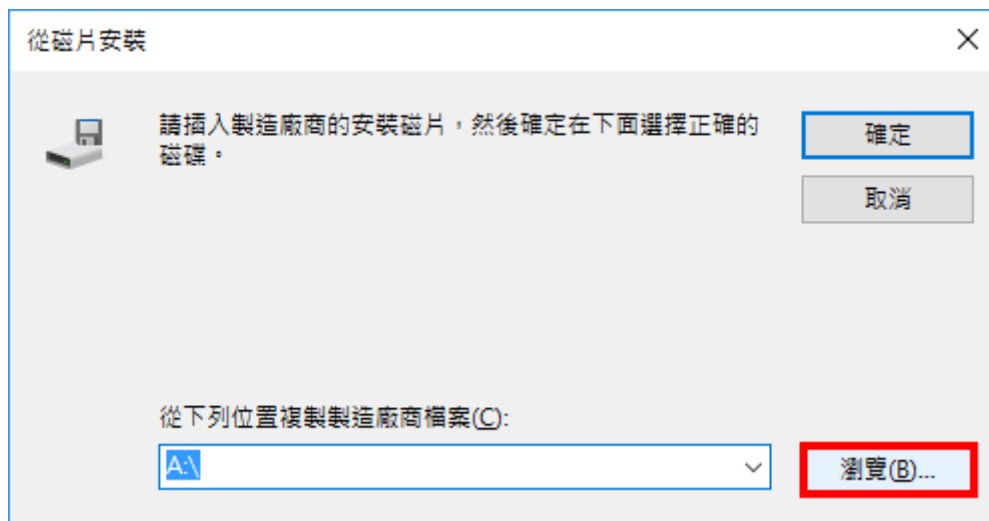 從磁片安裝
請插入製造廠商的安裝磁片，然後確定在下面選擇正確的
磁碟。
確定
取消
從下列位置複製製造廠商檔案(C):
A:\
瀏覽(B)...